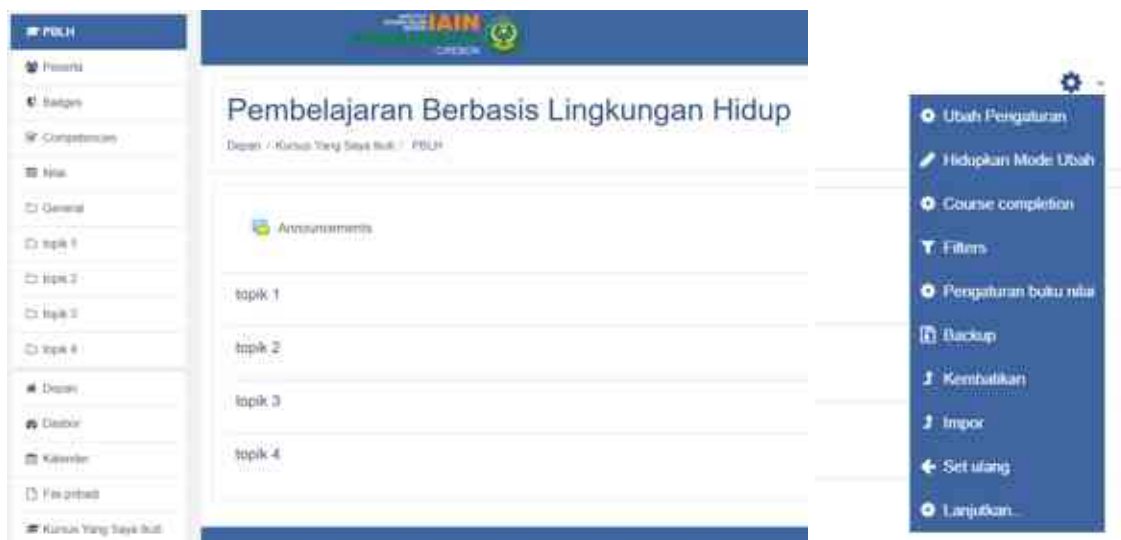 PBLH
Peserta
Badges
Competencies
Nilai
General
topik 1
topik 2
topik 3
topik 4
Depan
Dasbor
Kalender
File pribadi
Kursus Yang Saya Ikuti
IAIN
CIREBON
Pembelajaran Berbasis Lingkungan Hidup
Depan / Kursus Yang Saya Ikuti / PBLH
Announcements
topik 1
topik 2
topik 3
topik 4
Ubah Pengaturan
Hidupkan Mode Ubah
Course completion
Filters
Pengaturan buku nilai
Backup
Kembalikan
Impor
Set ulang
Lanjutkan...